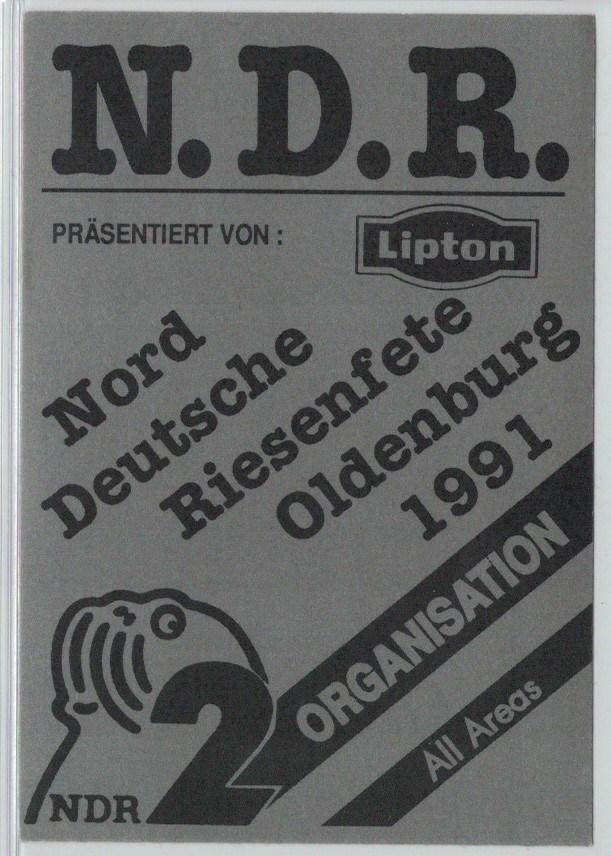 N.D.R.
PRÄSENTIERT VON :
Lipton
Nord
Deutsche
Riesenfete
Oldenburg
1991
ORGANISATION
All Areas
2
NDR